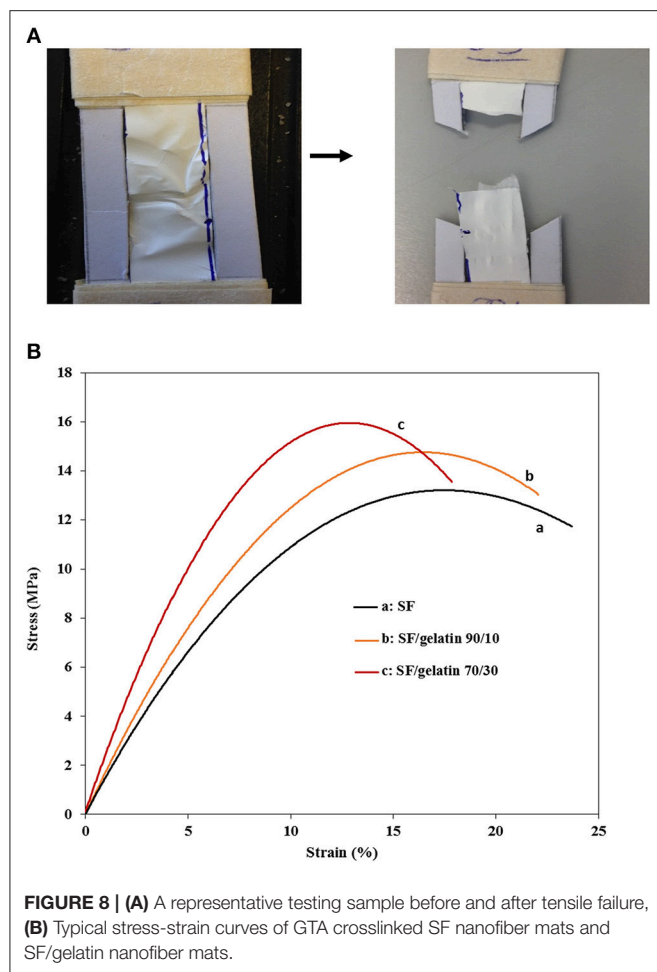 A
B
18
16
14
12
10
8
6
4
2
0
Stress (MPa)
c
b
a
a: SF
b: SF/gelatin 90/10
c: SF/gelatin 70/30
0 5 10 15 20 25
Strain (%)
FIGURE 8 | (A) A representative testing sample before and after tensile failure,
(B) Typical stress-strain curves of GTA crosslinked SF nanofiber mats and
SF/gelatin nanofiber mats.